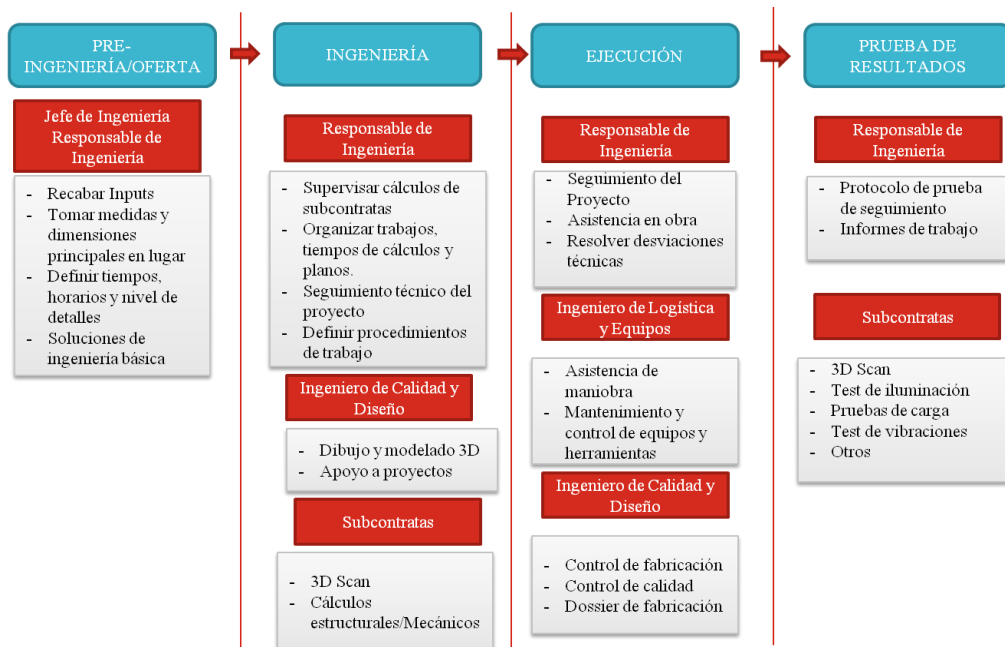 PRE-
INGENIERÍA/OFERTA
Jefe de Ingeniería
Responsable de
Ingeniería
- Recabar Inputs
- Tomar medidas y
dimensiones
principales en lugar
- Definir tiempos,
horarios y nivel de
detalles
- Soluciones de
ingeniería básica
INGENIERÍA
Responsable de
Ingeniería
- Supervisar cálculos de
subcontratas
- Organizar trabajos,
tiempos de cálculos y
planos.
- Seguimiento técnico del
proyecto
- Definir procedimientos
de trabajo
Ingeniero de Calidad y
Diseño
- Dibujo y modelado 3D
- Apoyo a proyectos
Subcontratas
- 3D Scan
- Cálculos
estructurales/Mecánicos
EJECUCIÓN
Responsable de
Ingeniería
- Seguimiento del
Proyecto
- Asistencia en obra
- Resolver desviaciones
técnicas
Ingeniero de Logística
y Equipos
- Asistencia de
maniobra
- Mantenimiento y
control de equipos y
herramientas
Ingeniero de Calidad y
Diseño
- Control de fabricación
- Control de calidad
- Dossier de fabricación
PRUEBA DE
RESULTADOS
Responsable de
Ingeniería
- Protocolo de prueba
de seguimiento
- Informes de trabajo
Subcontratas
- 3D Scan
- Test de iluminación
- Pruebas de carga
- Test de vibraciones
- Otros